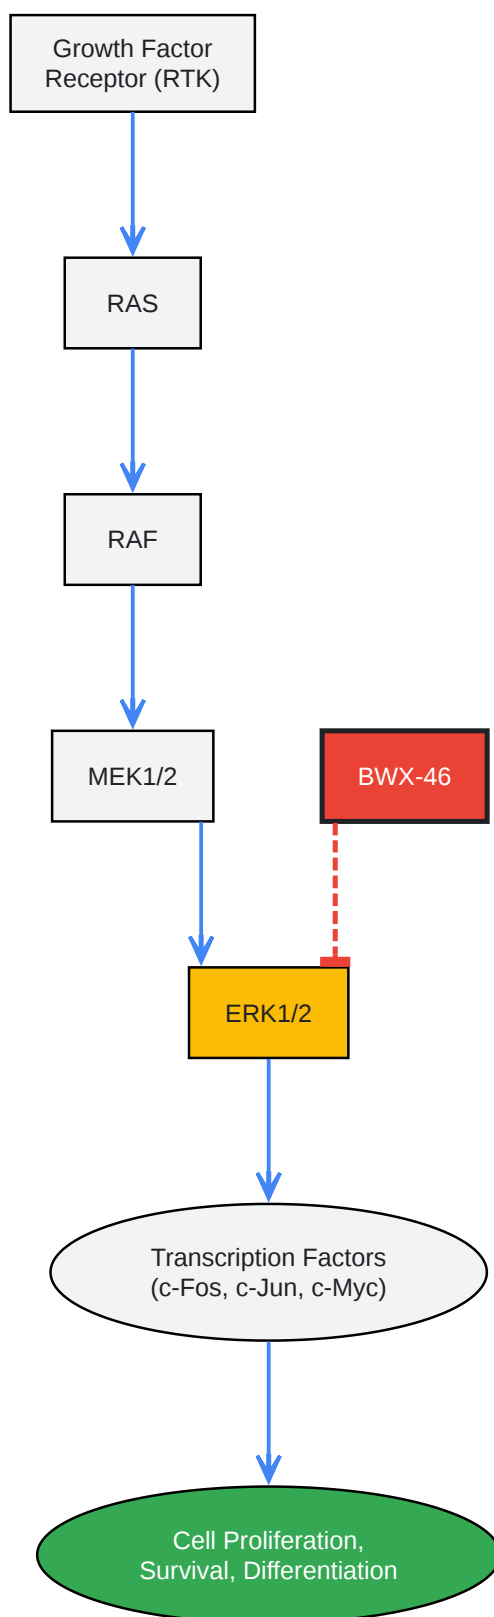 Growth Factor
Receptor (RTK)
RAS
RAF
MEK1/2
BWX-46
ERK1/2
Transcription Factors
(c-Fos, c-Jun, c-Myc)
Cell Proliferation,
Survival, Differentiation